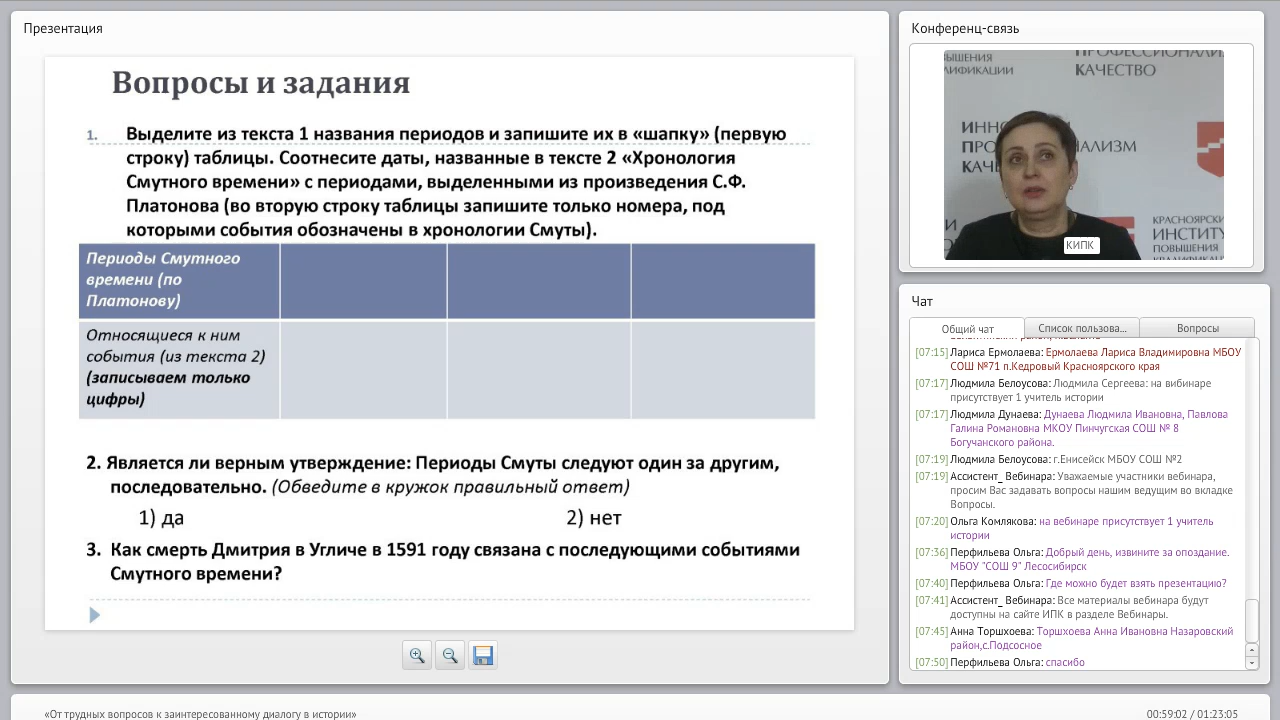 Презентация
Вопросы и задания
1. Выделите из текста 1 названия периодов и запишите их в «шапку» (первую
строку) таблицы. Соотнесите даты, названные в тексте 2 «Хронология
Смутного времени» с периодами, выделенными из произведения С.Ф.
Платонова (во вторую строку таблицы запишите только номера, под
которыми события обозначены в хронологии Смуты).
Периоды Смутного
времени (по
Платонову)
Относящиеся к ним
события (из текста 2)
(записываем только
цифры)
2. Является ли верным утверждение: Периоды Смуты следуют один за другим,
последовательно. (Обведите в кружок правильный ответ)
1) да 2) нет
3. Как смерть Дмитрия в Угличе в 1591 году связана с последующими событиями
Смутного времени?
Конференц-связь
КАЧЕСТВО
КИПК
Чат
Общий чат Список пользова... Вопросы
[07:15] Лариса Ермолаева: Ермолаева Лариса Владимировна МБОУ
СОШ №71 п.Кедровый Красноярского края
[07:17] Людмила Белоусова: Людмила Сергеева: на вибинаре
присутствует 1 учитель истории
[07:17] Людмила Дунаева: Дунаева Людмила Ивановна, Павлова
Галина Романовна МКОУ Пинчугская СОШ № 8
Богучанского района.
[07:19] Людмила Белоусова: г.Енисейск МБОУ СОШ №2
[07:19] Ассистент_ Вебинара: Уважаемые участники вебинара,
просим Вас задавать вопросы нашим ведущим во вкладке
Вопросы.
[07:20] Ольга Комлякова: на вебинаре присутствует 1 учитель
истории
[07:36] Перфильева Ольга: Добрый день, извините за опоздание.
МБОУ "СОШ 9" Лесосибирск
[07:40] Перфильева Ольга: Где можно будет взять презентацию?
[07:41] Ассистент_ Вебинара: Все материалы вебинара будут
доступны на сайте ИПК в разделе Вебинары.
[07:45] Анна Торшхоева: Торшхоева Анна Ивановна Назаровский
район,с.Подсосное
[07:50] Перфильева Ольга: спасибо
«От трудных вопросов к заинтересованному диалогу в истории» 00:59:02 / 01:23:05